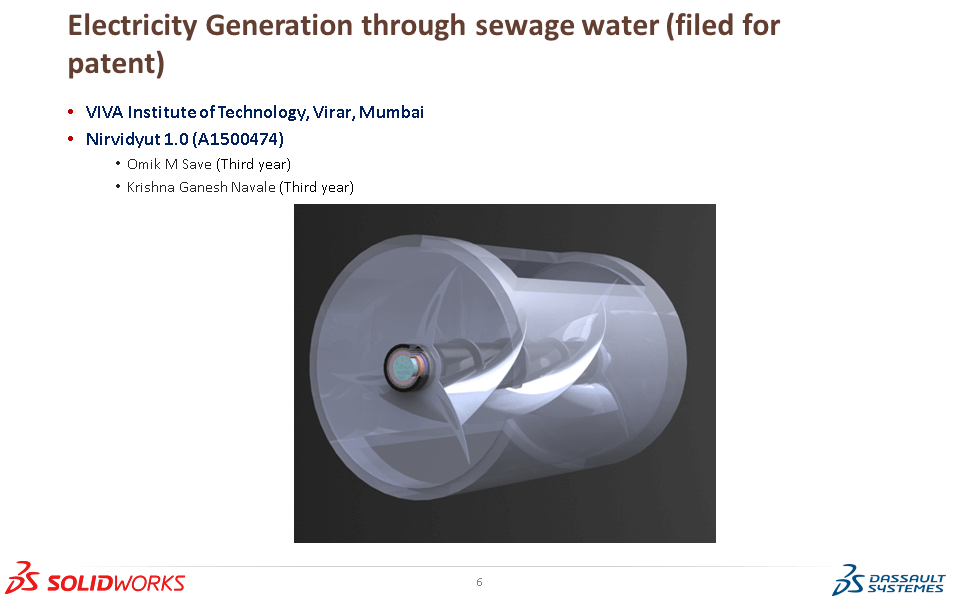 Electricity Generation through sewage water (filed for
patent)
• VIVA Institute of Technology, Virar, Mumbai
• Nirvidyut 1.0 (A1500474)
• Omik M Save (Third year)
• Krishna Ganesh Navale (Third year)
SOLIDWORKS
6
DASSAULT
SYSTEMES